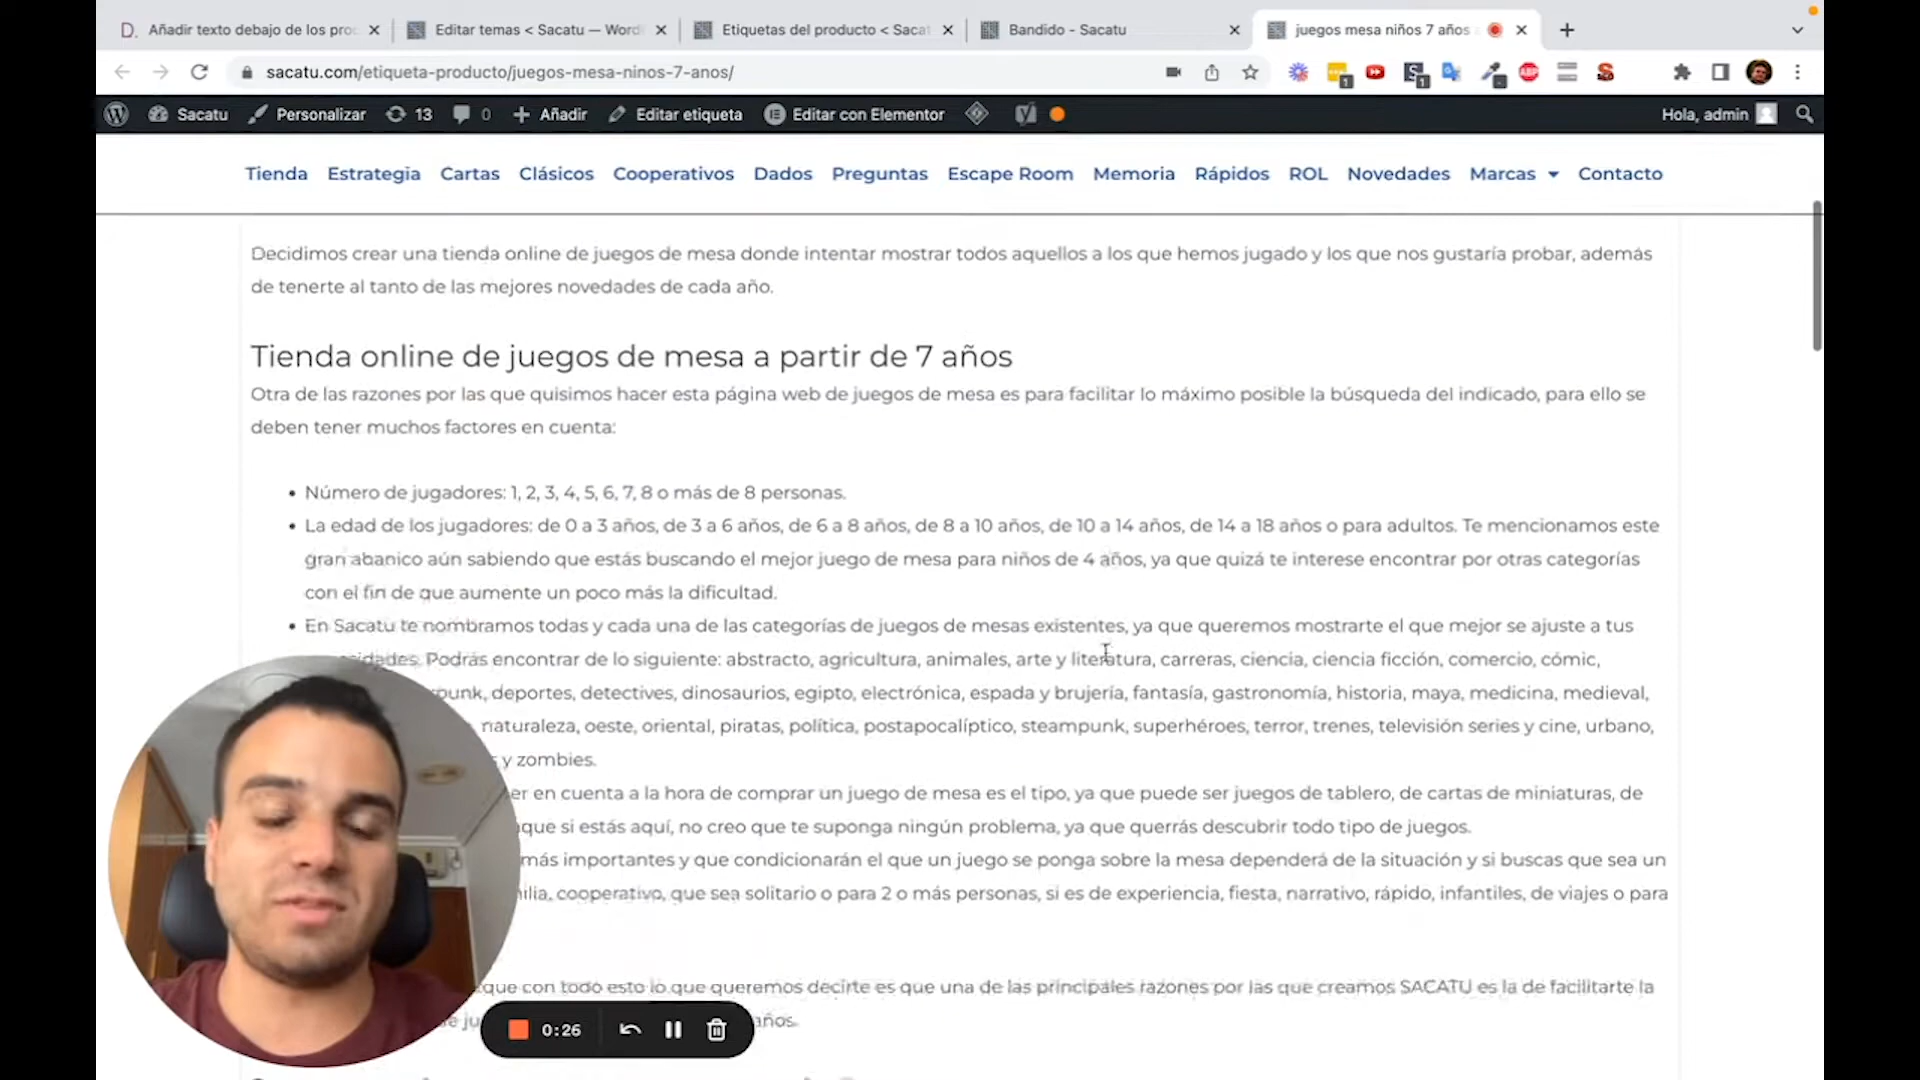 Añadir texto debajo de los pro
Editar temas < Sacatu — Word
Etiquetas del producto < Sacat
Bandido - Sacatu
juegos mesa niños 7 años
sacatu.com/etiqueta-producto/juegos-mesa-ninos-7-anos/
1
1
ABP
Sacatu
Personalizar
13
0
Añadir
Editar etiqueta
Editar con Elementor
Hola, admin
Tienda Estrategia Cartas Clásicos Cooperativos Dados Preguntas Escape Room Memoria Rápidos ROL Novedades Marcas Contacto
Decidimos crear una tienda online de juegos de mesa donde intentar mostrar todos aquellos a los que hemos jugado y los que nos gustaría probar, además
de tenerte al tanto de las mejores novedades de cada año.
Tienda online de juegos de mesa a partir de 7 años
Otra de las razones por las que quisimos hacer esta página web de juegos de mesa es para facilitar lo máximo posible la búsqueda del indicado, para ello se
deben tener muchos factores en cuenta:
• Número de jugadores: 1, 2, 3, 4, 5, 6, 7, 8 o más de 8 personas.
• La edad de los jugadores: de 0 a 3 años, de 3 a 6 años, de 6 a 8 años, de 8 a 10 años, de 10 a 14 años, de 14 a 18 años o para adultos. Te mencionamos este
gran abanico aún sabiendo que estás buscando el mejor juego de mesa para niños de 4 años, ya que quizá te interese encontrar por otras categorías
con el fin de que aumente un poco más la dificultad.
• En Sacatu te nombramos todas y cada una de las categorías de juegos de mesas existentes, ya que queremos mostrarte el que mejor se ajuste a tus
Podrás encontrar de lo siguiente: abstracto, agricultura, animales, arte y literatura, carreras, ciencia, ciencia ficción, comercio, cómic,
punk, deportes, detectives, dinosaurios, egipto, electrónica, espada y brujería, fantasía, gastronomía, historia, maya, medicina, medieval,
naturaleza, oeste, oriental, piratas, política, postapocalíptico, steampunk, superhéroes, terror, trenes, televisión series y cine, urbano,
y zombies.
er en cuenta a la hora de comprar un juego de mesa es el tipo, ya que puede ser juegos de tablero, de cartas de miniaturas, de
que si estás aquí, no creo que te suponga ningún problema, ya que querrás descubrir todo tipo de juegos.
más importantes y que condicionarán el que un juego se ponga sobre la mesa dependerá de la situación y si buscas que sea un
milia, cooperativo, que sea solitario o para 2 o más personas, si es de experiencia, fiesta, narrativo, rápido, infantiles, de viajes o para
que con todo esto lo que queremos decirte es que una de las principales razones por las que creamos SACATU es la de facilitarte la
años.
0:26